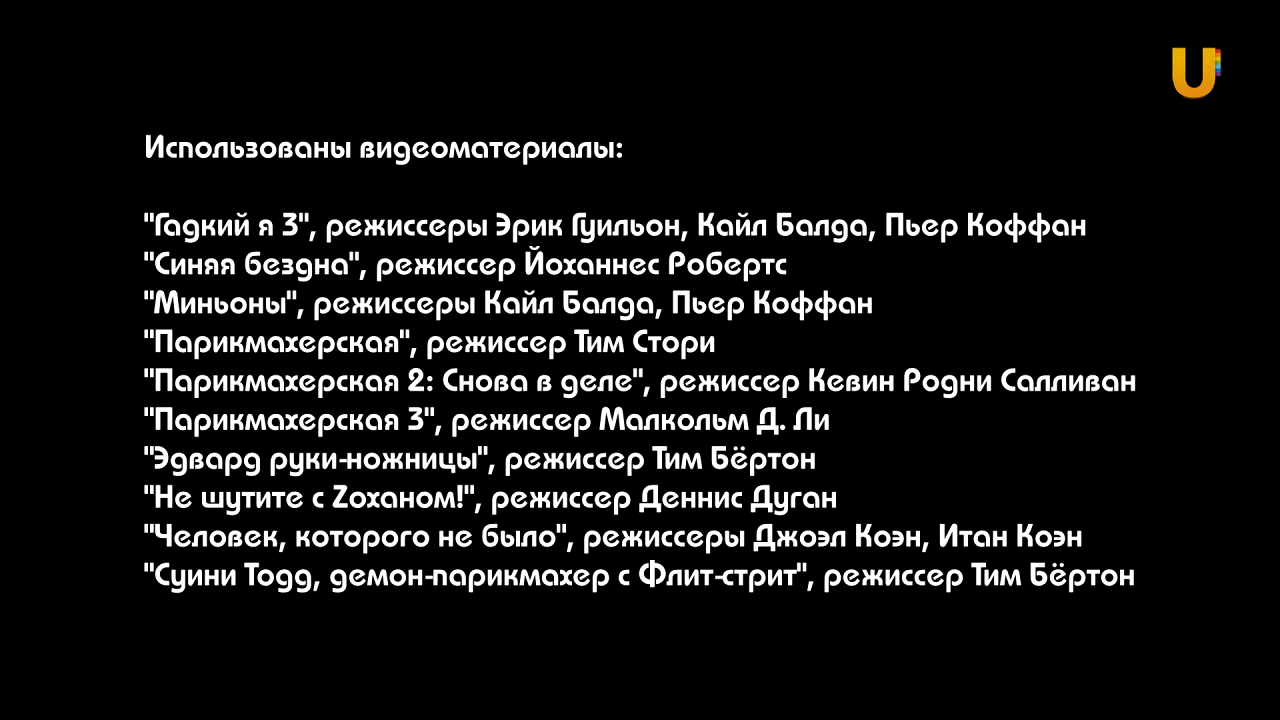 U
Использованы видеоматериалы:
"Гадкий я 3", режиссеры Эрик Гуильон, Кайл Балда, Пьер Коффан
"Синяя бездна", режиссер Йоханнес Робертс
"Миньоны", режиссеры Кайл Балда, Пьер Коффан
"Парикмахерская", режиссер Тим Стори
"Парикмахерская 2: Снова в деле", режиссер Кевин Родни Салливан
"Парикмахерская 3", режиссер Малкольм Д. Ли
"Эдвард руки-ножницы", режиссер Тим Бёртон
"Не шутите с Zоханом!", режиссер Деннис Дуган
"Человек, которого не было", режиссеры Джоэл Коэн, Итан Коэн
"Суини Тодд, демон-парикмахер с Флит-стрит", режиссер Тим Бёртон